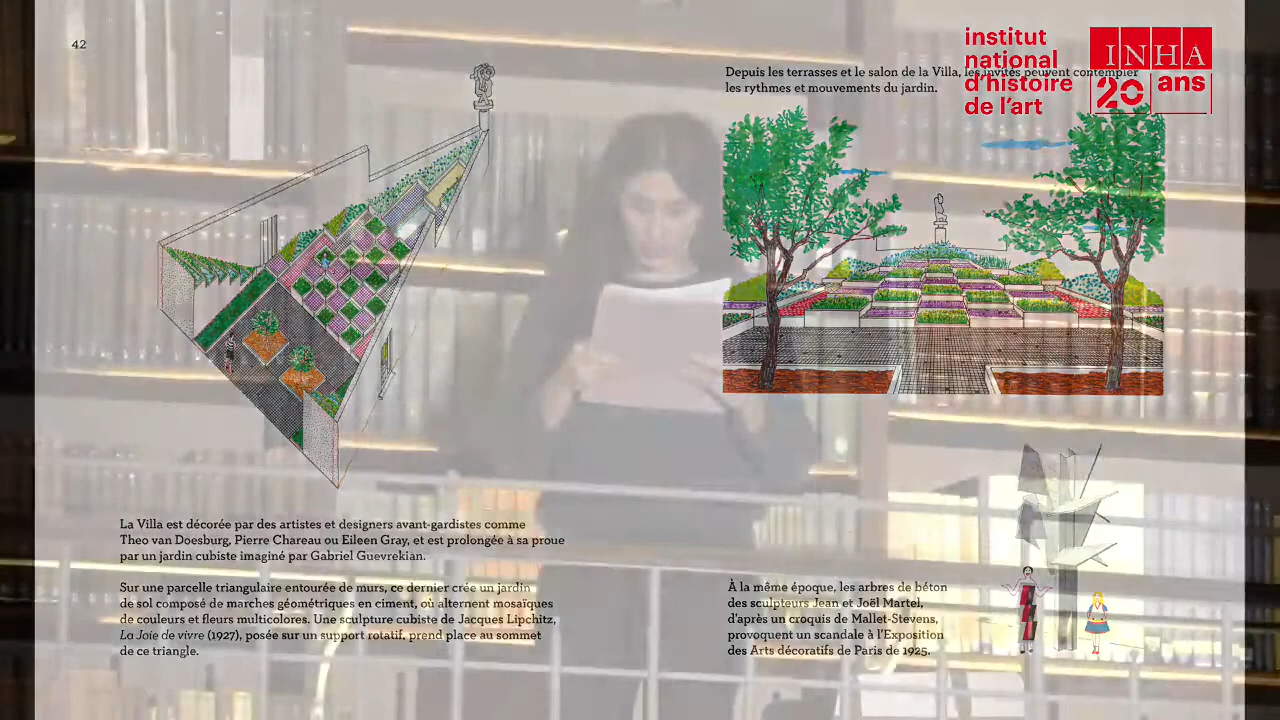 42
institut
national
d'histoire
de l'art
INHA
20 ans
Depuis les terrasses et le salon de la Villa, les invités peuvent contempler
les rythmes et mouvements du jardin.
La Villa est décorée par des artistes et designers avant-gardistes comme
Theo van Doesburg, Pierre Chareau ou Eileen Gray, et est prolongée à sa proue
par un jardin cubiste imaginé par Gabriel Guevrekian.
Sur une parcelle triangulaire entourée de murs, ce dernier crée un jardin
de sol composé de marches géométriques en ciment, où alternent mosaïques
de couleurs et fleurs multicolores. Une sculpture cubiste de Jacques Lipchitz,
La Joie de vivre (1927), posée sur un support rotatif, prend place au sommet
de ce triangle.
À la même époque, les arbres de béton
des sculpteurs Jean et Joël Martel,
d'après un croquis de Mallet-Stevens,
provoquent un scandale à l'Exposition
des Arts décoratifs de Paris de 1925.